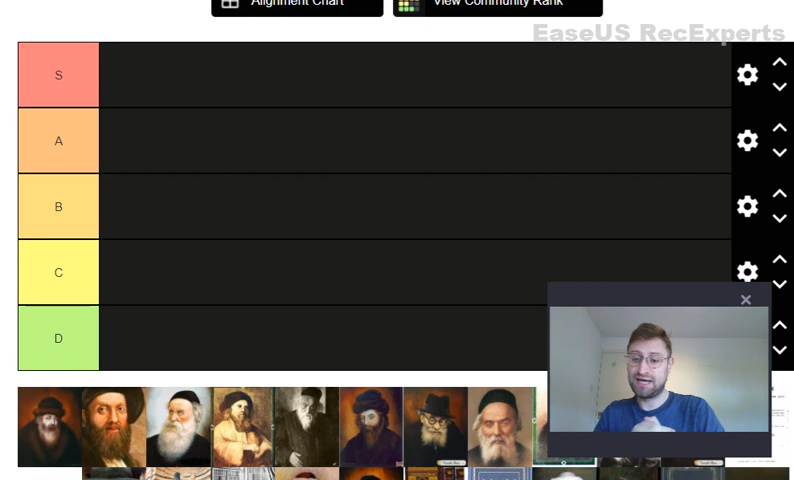 Alignment Chart
View Community Rank
EaseUS RecExperts
S
A
B
C
D